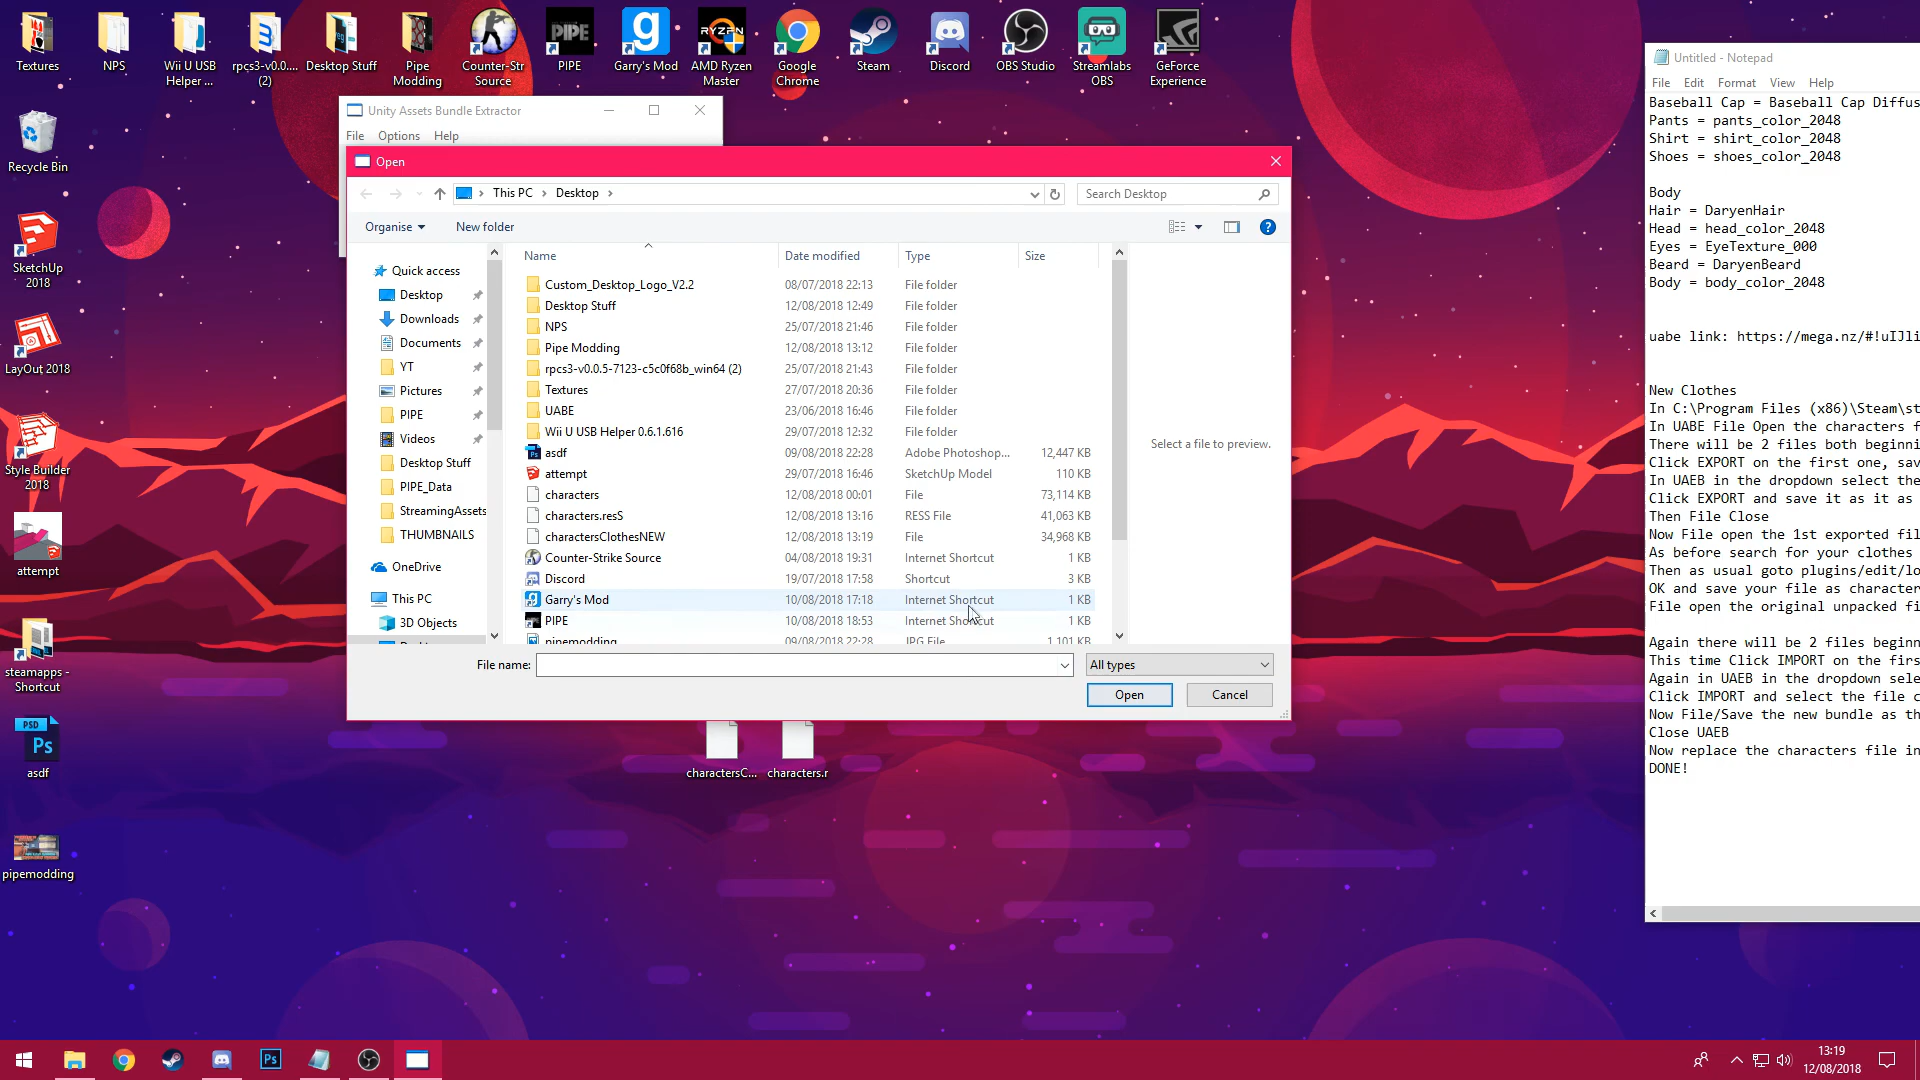 Textures
NPS
Wii U USB
Helper ...
rpcs3-v0.0....
(2)
Desktop Stuff
Pipe
Modding
Counter-Str
Source
PIPE
PIPE
Garry's Mod
RYZEN
AMD Ryzen
Master
Google
Chrome
Steam
Discord
OBS Studio
Streamlabs
OBS
GeForce
Experience
Recycle Bin
SketchUp
2018
LayOut 2018
Style Builder
2018
attempt
steamapps -
Shortcut
PSD
Ps
asdf
pipemodding
Unity Assets Bundle Extractor
File Options Help
Open
This PC > Desktop >
Search Desktop
Organise
New folder
Quick access
Desktop
Downloads
Documents
YT
Pictures
PIPE
Videos
Desktop Stuff
PIPE_Data
StreamingAssets
THUMBNAILS
OneDrive
This PC
3D Objects
Name Date modified Type Size
Custom_Desktop_Logo_V2.2 08/07/2018 22:13 File folder
Desktop Stuff 12/08/2018 12:49 File folder
NPS 25/07/2018 21:46 File folder
Pipe Modding 12/08/2018 13:12 File folder
rpcs3-v0.0.5-7123-c5c0f68b_win64 (2) 25/07/2018 21:43 File folder
Textures 27/07/2018 20:36 File folder
UABE 23/06/2018 16:46 File folder
Wii U USB Helper 0.6.1.616 29/07/2018 12:32 File folder
asdf 09/08/2018 22:28 Adobe Photoshop... 12,447 KB
attempt 29/07/2018 16:46 SketchUp Model 110 KB
characters 12/08/2018 00:01 File 73,114 KB
characters.resS 12/08/2018 13:16 RESS File 41,063 KB
charactersClothesNEW 12/08/2018 13:19 File 34,968 KB
Counter-Strike Source 04/08/2018 19:31 Internet Shortcut 1 KB
Discord 19/07/2018 17:58 Shortcut 3 KB
Garry's Mod 10/08/2018 17:18 Internet Shortcut 1 KB
PIPE 10/08/2018 18:53 Internet Shortcut 1 KB
pipemodding 09/08/2018 22:28 JPG File 1,101 KB
Select a file to preview.
File name:
All types
Open
Cancel
charactersC...
characters.r
Untitled - Notepad
File Edit Format View Help
Baseball Cap = Baseball Cap Diffus
Pants = pants_color_2048
Shirt = shirt_color_2048
Shoes = shoes_color_2048
Body
Hair = DaryenHair
Head = head_color_2048
Eyes = EyeTexture_000
Beard = DaryenBeard
Body = body_color_2048
uabe link: https://mega.nz/#!uIJli
New Clothes
In C:\Program Files (x86)\Steam\st
In UABE File Open the characters f
There will be 2 files both beginni
Click EXPORT on the first one, sav
In UAEB in the dropdown select the
Click EXPORT and save it as it as
Then File Close
Now File open the 1st exported fil
As before search for your clothes
Then as usual goto plugins/edit/lo
OK and save your file as character
File open the original unpacked fi
Again there will be 2 files beginn
This time Click IMPORT on the firs
Again in UAEB in the dropdown sele
Click IMPORT and select the file c
Now File/Save the new bundle as th
Close UAEB
Now replace the characters file in
DONE!
Ps
13:19
12/08/2018